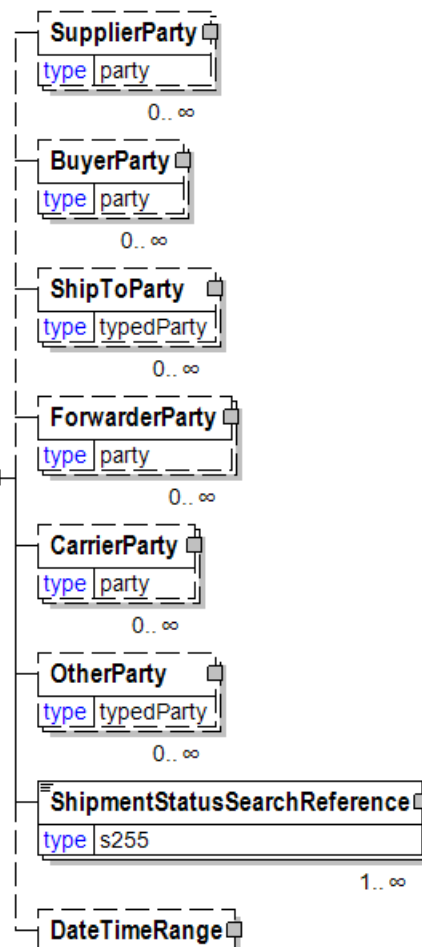 SupplierParty
type party
0.. ∞
BuyerParty
type party
0.. ∞
ShipToParty
type typedParty
0.. ∞
ForwarderParty
type party
0.. ∞
CarrierParty
type party
0.. ∞
OtherParty
type typedParty
0.. ∞
ShipmentStatusSearchReference
type s255
1.. ∞
DateTimeRange